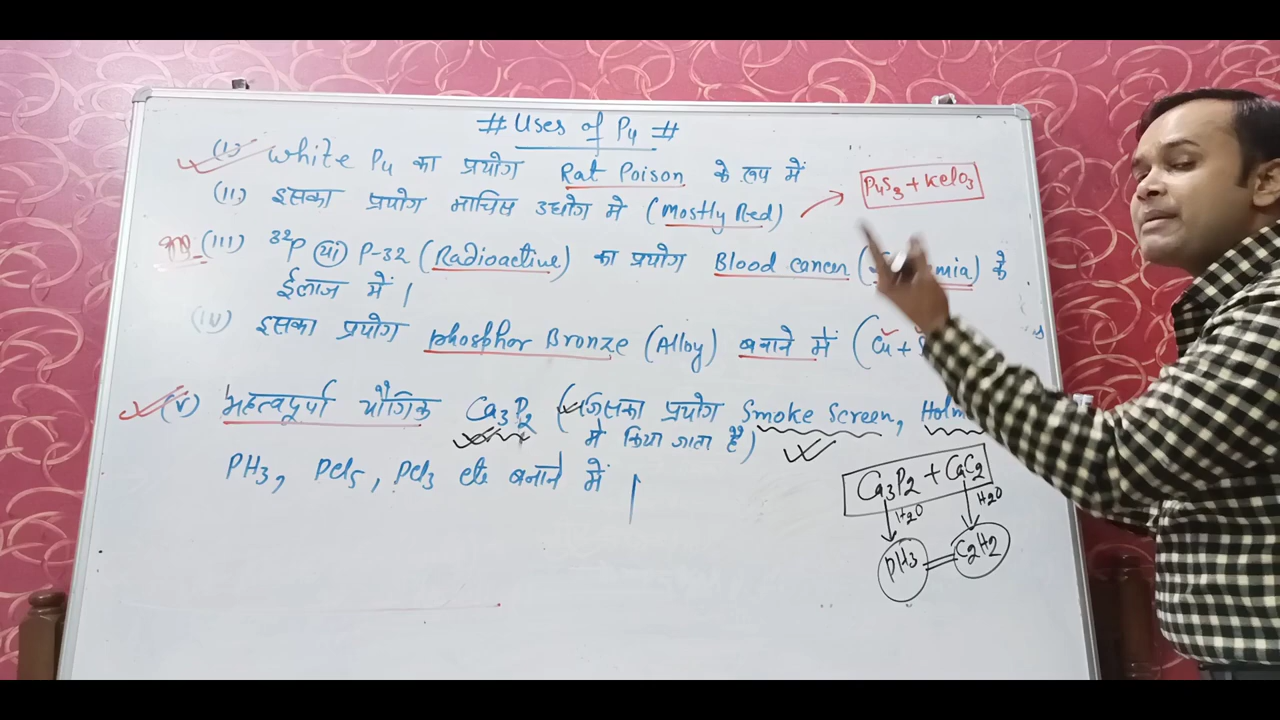 # Uses of P4 #
(I) White P4 का प्रयोग Rat Poison के रूप में
(II) इसका प्रयोग माचिस उद्योग मे (Mostly Red)
P4S3 + KClO3
(III) 32P (या) P-32 (Radioactive) का प्रयोग Blood cancer ( के
ईलाज में |
(IV) इसका प्रयोग phosphor Bronze (Alloy) बनाने में (Cu +
(V) महत्वपूर्ण यौगिक Ca3P2 (जिसका प्रयोग Smoke Screen,
मे किया जाता है)
PH3, PCl5, PCl3 etc बनाने में |
Ca3P2 + CaC2
H2O H2O
PH3 = C2H2